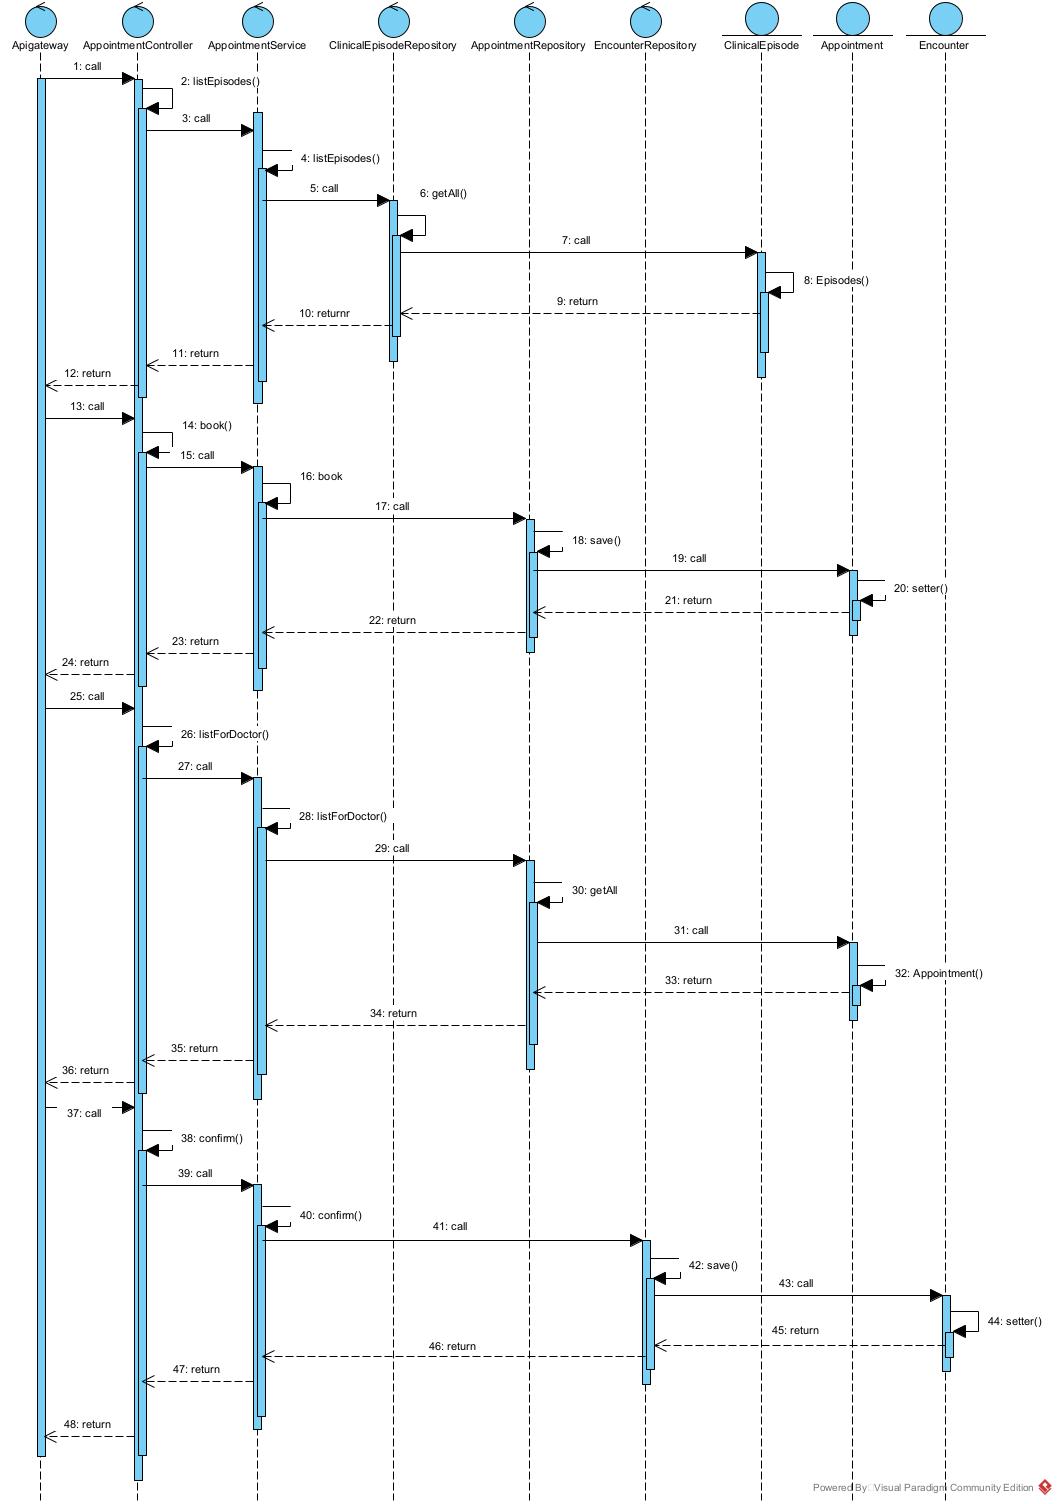 Apigateway
AppointmentController
AppointmentService
ClinicalEpisodeRepository
AppointmentRepository
EncounterRepository
ClinicalEpisode
Appointment
Encounter
1: call
2: listEpisodes()
3: call
4: listEpisodes()
5: call
6: getAll()
7: call
8: Episodes()
9: return
10: returnr
11: return
12: return
13: call
14: book()
15: call
16: book
17: call
18: save()
19: call
20: setter()
21: return
22: return
23: return
24: return
25: call
26: listForDoctor()
27: call
28: listForDoctor()
29: call
30: getAll
31: call
32: Appointment()
33: return
34: return
35: return
36: return
37: call
38: confirm()
39: call
40: confirm()
41: call
42: save()
43: call
44: setter()
45: return
46: return
47: return
48: return
Powered By: Visual Paradigm Community Edition